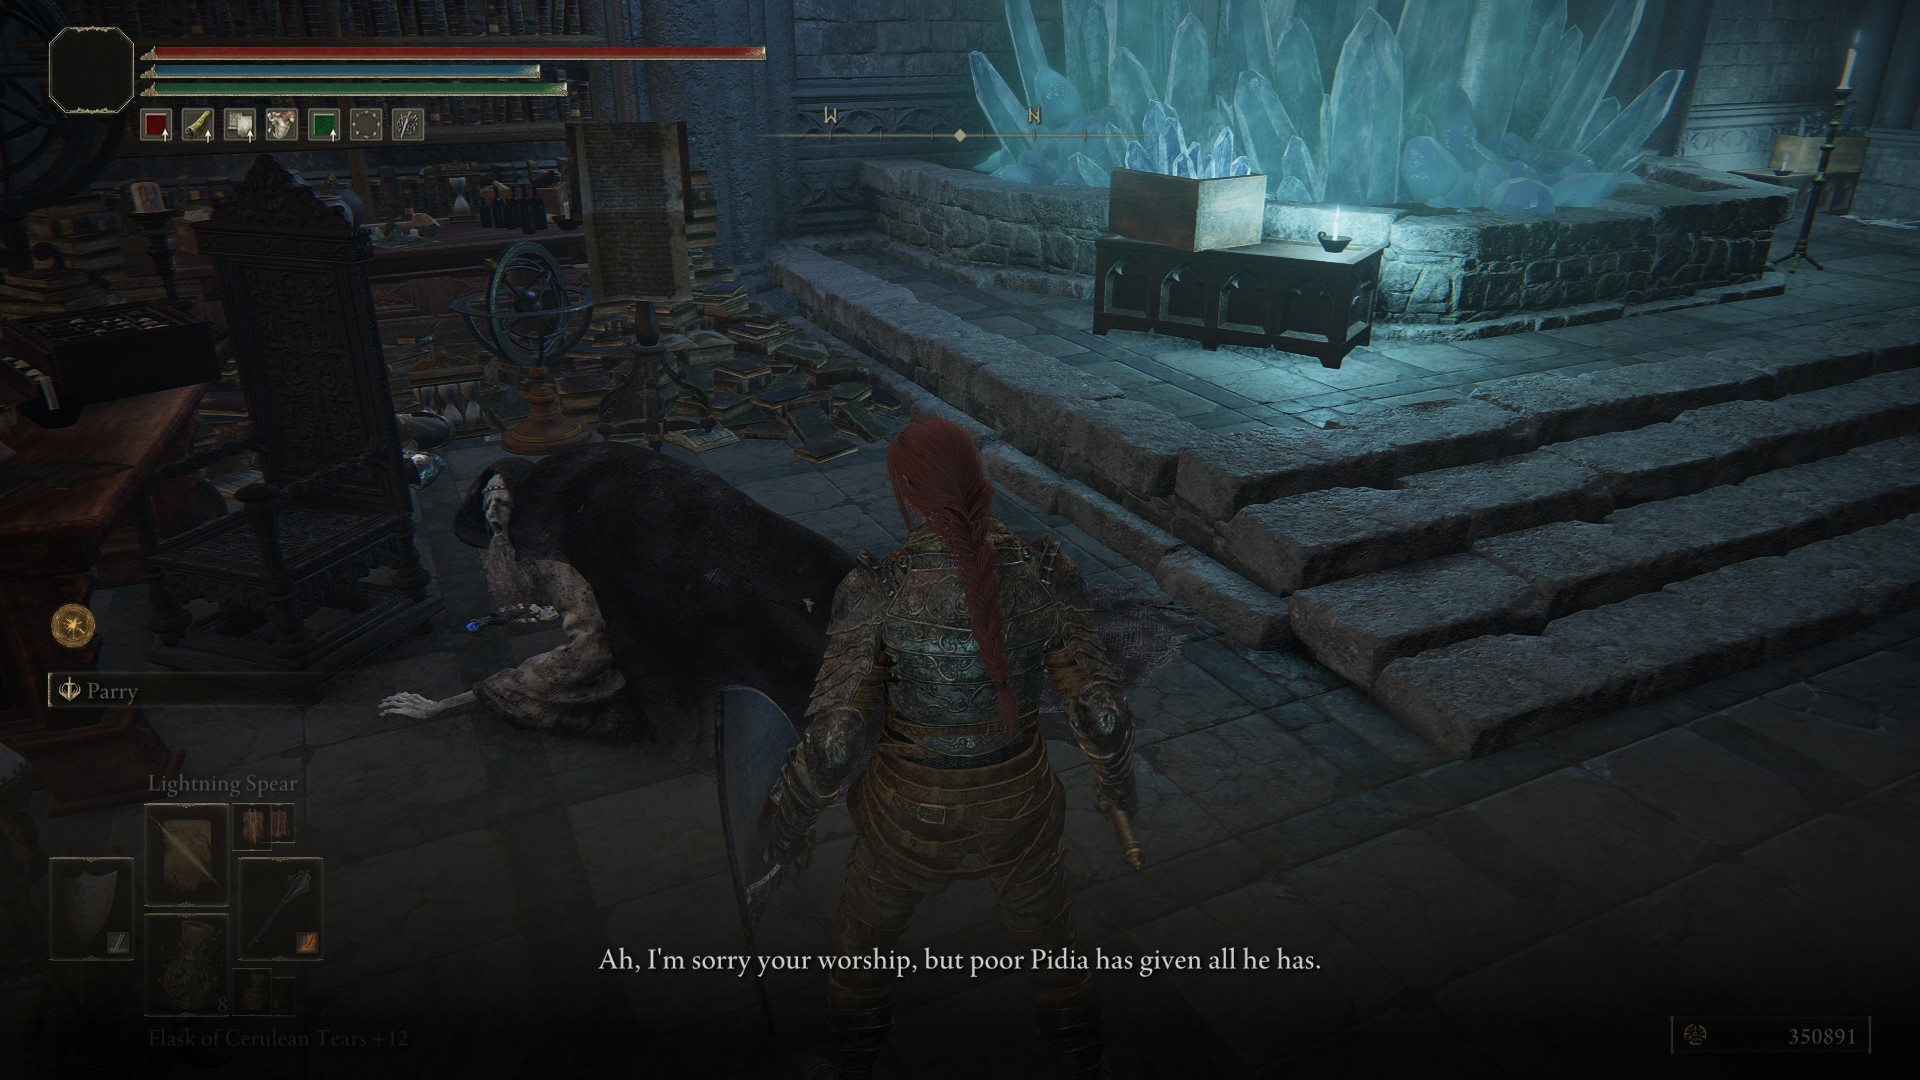 W N
Parry
Lightning Spear
8
Flask of Cerulean Tears +12
Ah, I'm sorry your worship, but poor Pidia has given all he has.
350891